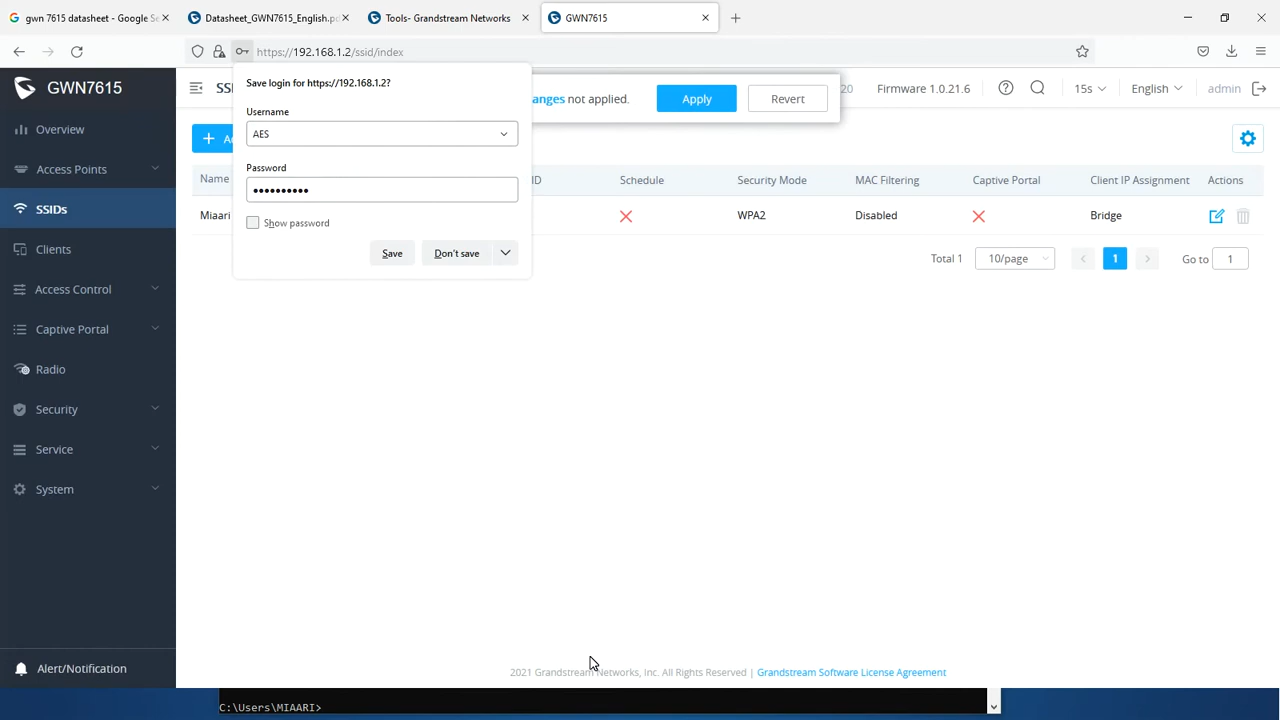 gwn 7615 datasheet - Google Se
Datasheet_GWN7615_English.pd
Tools- Grandstream Networks
GWN7615
https://192.168.1.2/ssid/index
GWN7615
Overview
Access Points
SSIDs
Clients
Access Control
Captive Portal
Radio
Security
Service
System
Alert/Notification
Save login for https://192.168.1.2?
Username
AES
Password
••••••••••
Show password
Save
Don't save
anges not applied.
Apply
Revert
20
Firmware 1.0.21.6
15s
English
admin
Name
ID
Schedule
Security Mode
MAC Filtering
Captive Portal
Client IP Assignment
Actions
Miaari
WPA2
Disabled
Bridge
Total 1
10/page
1
Go to
1
2021 Grandstream Networks, Inc. All Rights Reserved | Grandstream Software License Agreement
C:\Users\MIAARI>